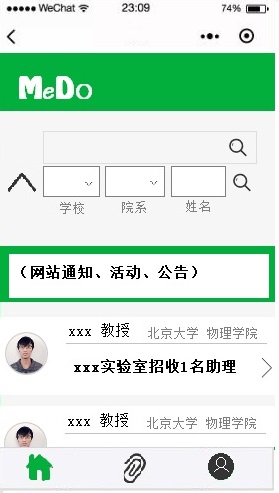 ●●●●● WeChat 23:09 74%
MeDo
学校 院系 姓名
(网站通知、活动、公告)
xxx 教授 北京大学 物理学院
xxx实验室招收1名助理
xxx 教授 北京大学 物理学院